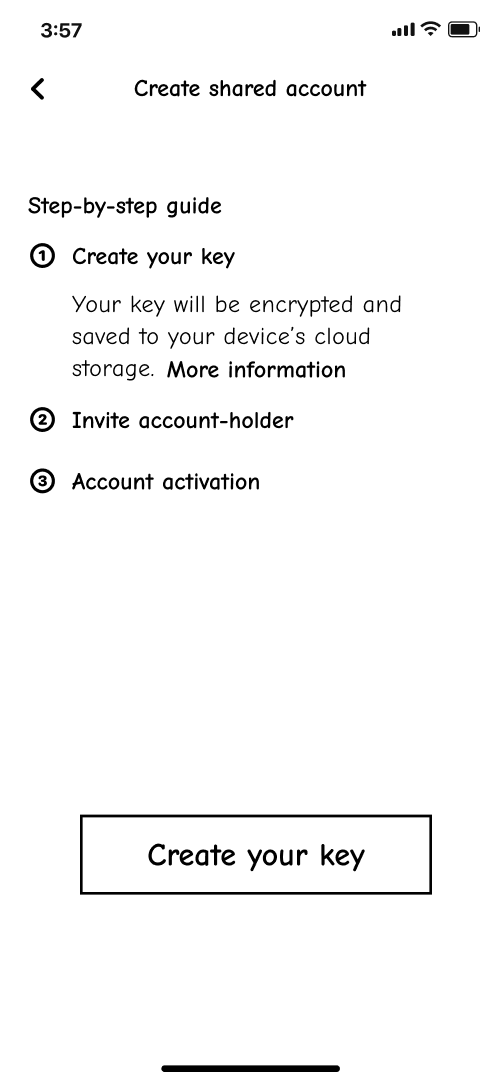 3:57
Create shared account
Step-by-step guide
1 Create your key
Your key will be encrypted and
saved to your device's cloud
storage. More information
2 Invite account-holder
3 Account activation
Create your key